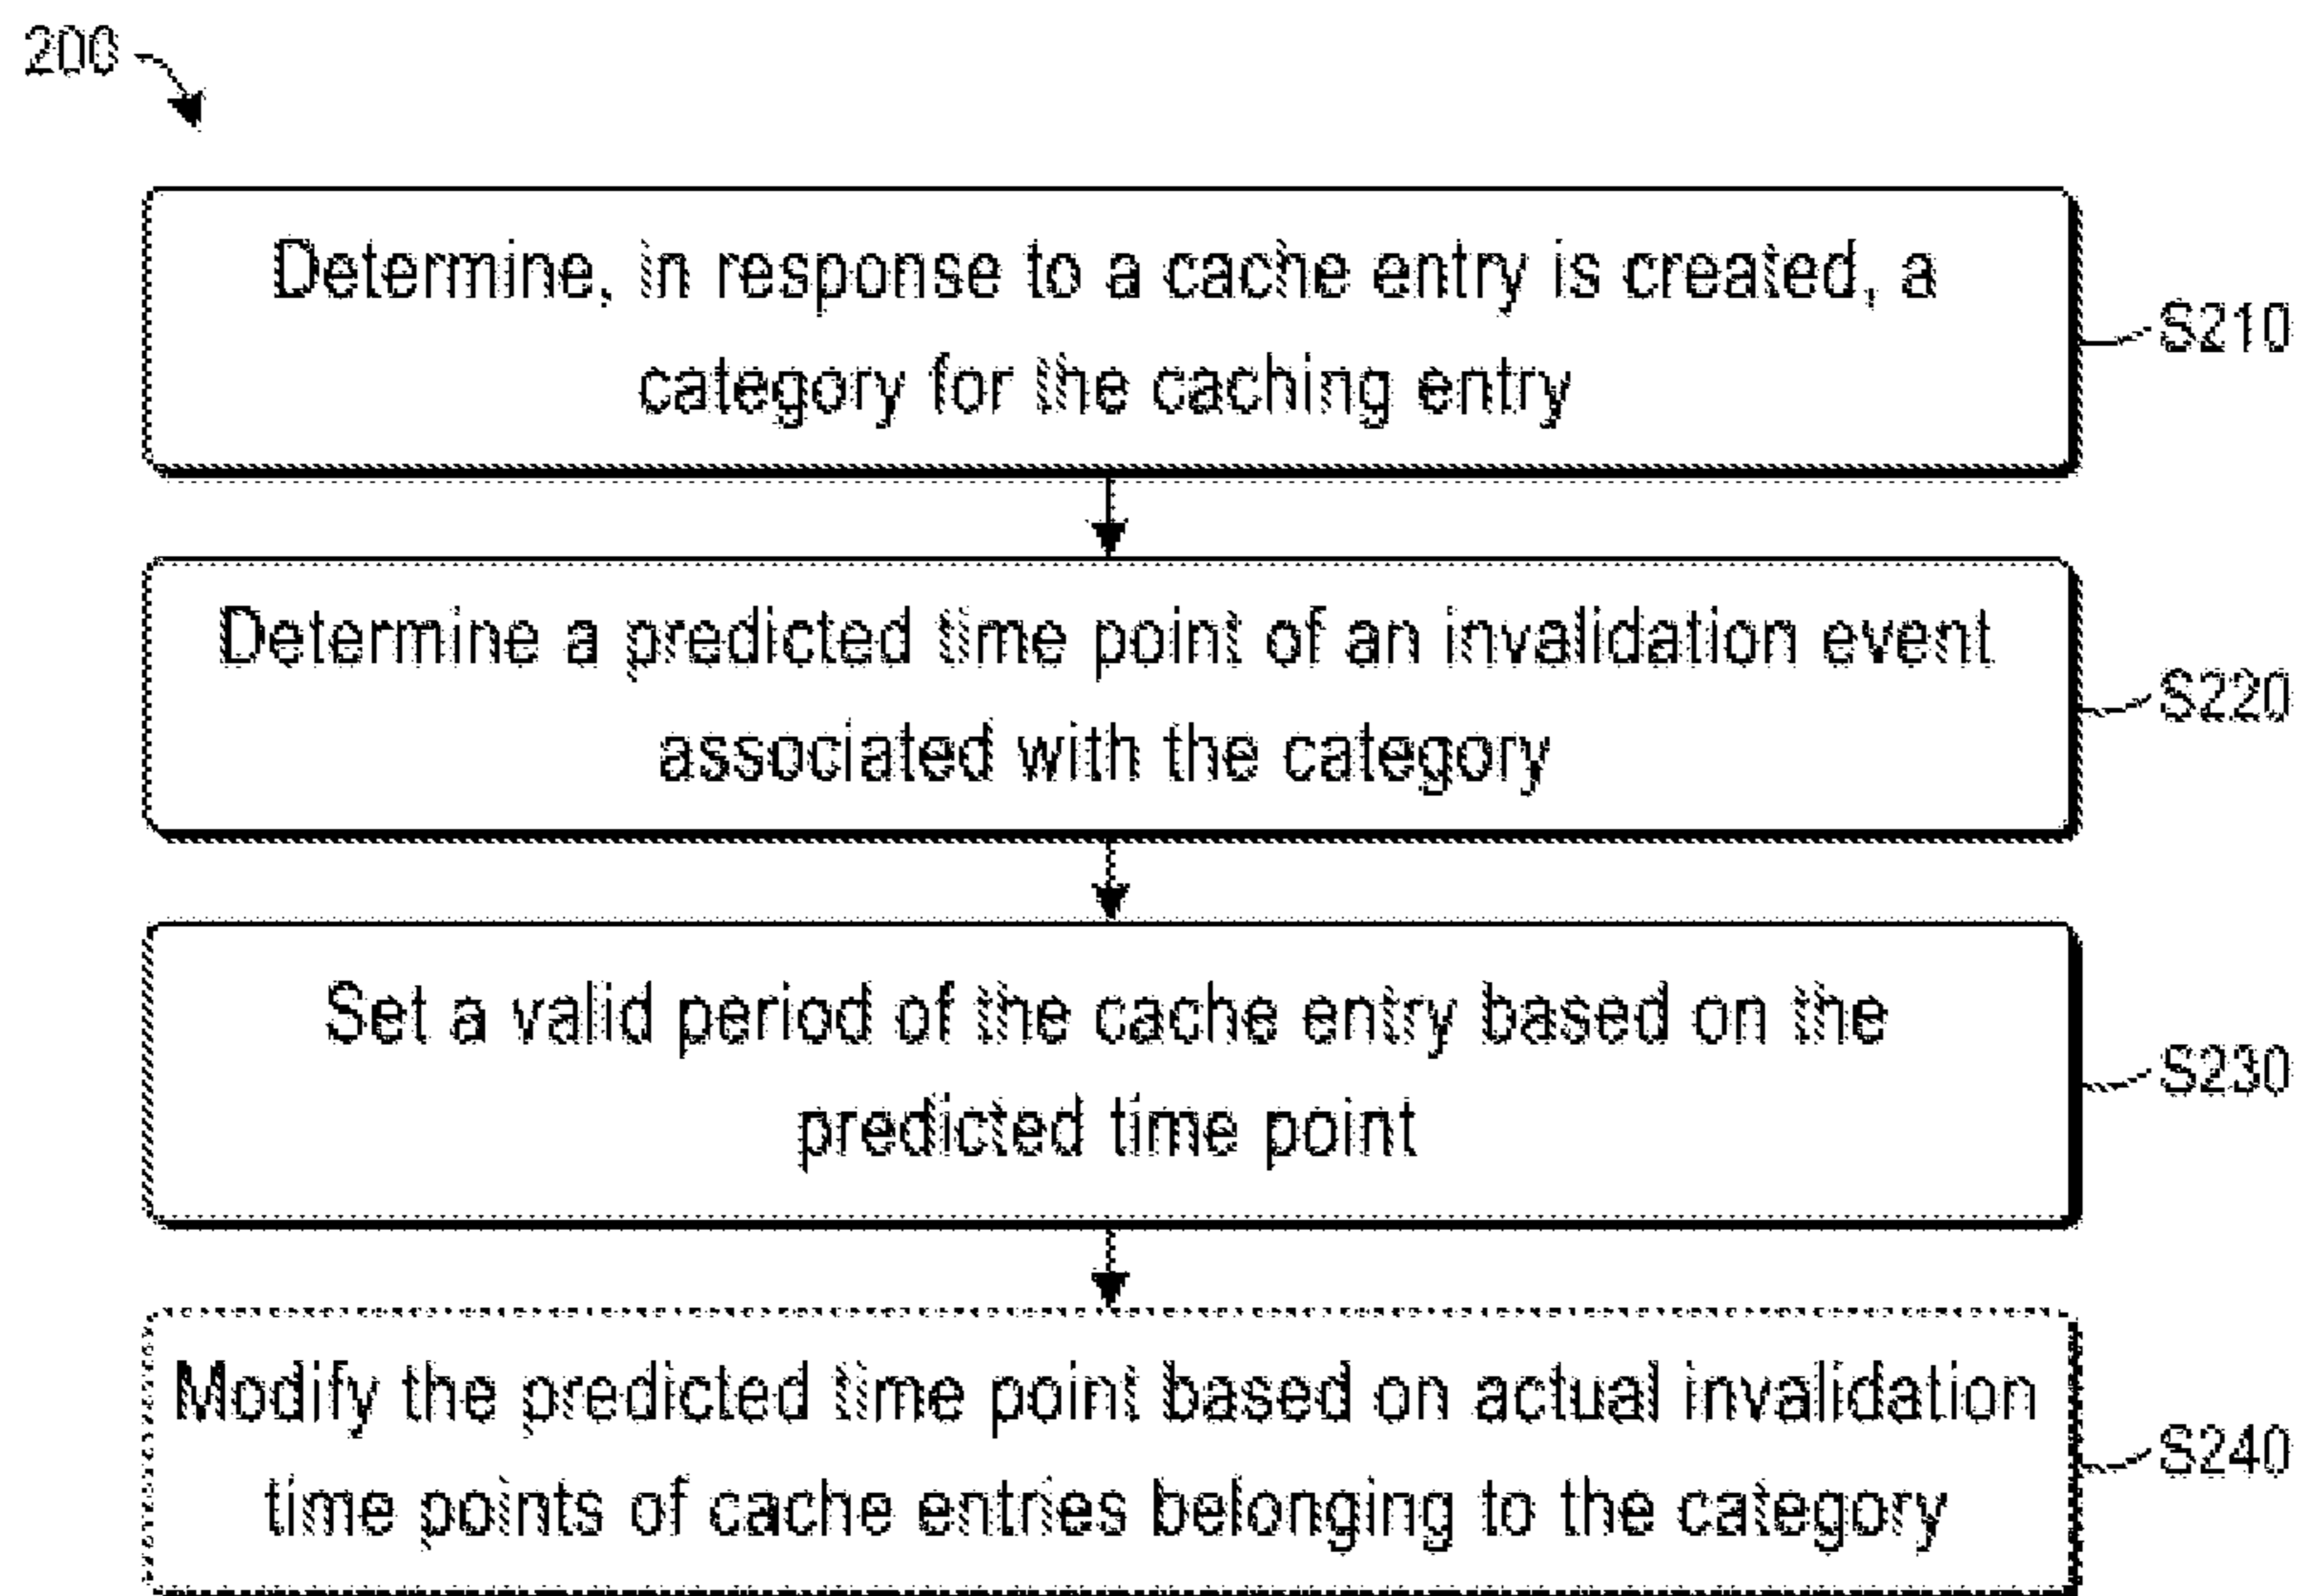 200
Determine, in response to a cache entry is created, a
category for the caching entry
S210
Determine a predicted time point of an invalidation event
associated with the category
S220
Set a valid period of the cache entry based on the
predicted time point
S230
Modify the predicted time point based on actual invalidation
time points of cache entries belonging to the category
S240